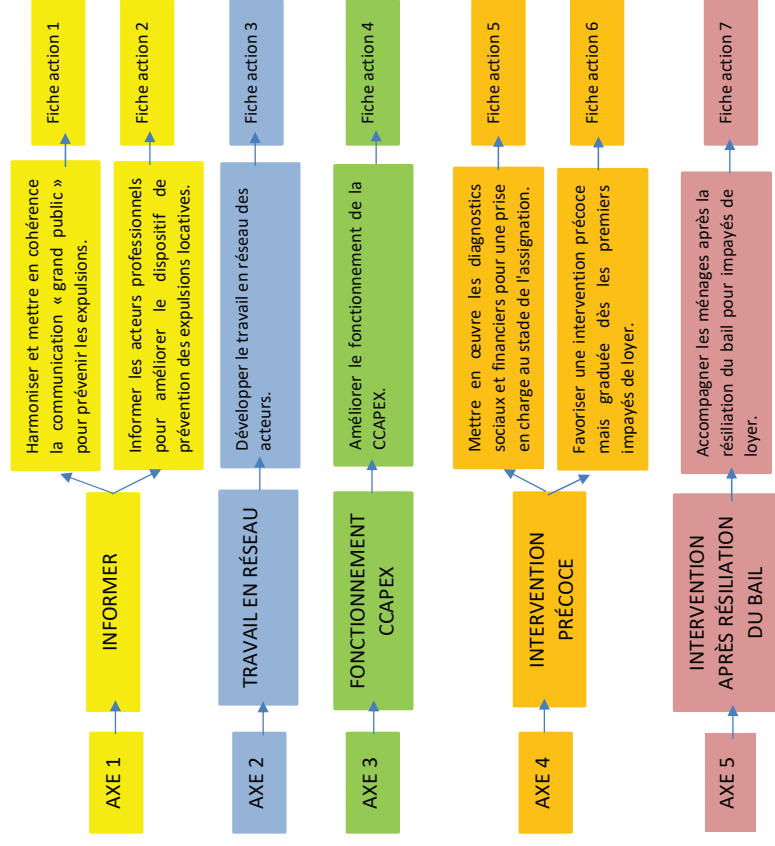 AXE 1
INFORMER
Harmoniser et mettre en cohérence
la communication « grand public »
pour prévenir les expulsions.
Fiche action 1
Informer les acteurs professionnels
pour améliorer le dispositif de
prévention des expulsions locatives.
Fiche action 2
AXE 2
TRAVAIL EN RÉSEAU
Développer le travail en réseau des
acteurs.
Fiche action 3
AXE 3
FONCTIONNEMENT
CCAPEX
Améliorer le fonctionnement de la
CCAPEX.
Fiche action 4
AXE 4
INTERVENTION
PRÉCOCE
Mettre en œuvre les diagnostics
sociaux et financiers pour une prise
en charge au stade de l'assignation.
Fiche action 5
Favoriser une intervention précoce
mais graduée dès les premiers
impayés de loyer.
Fiche action 6
AXE 5
INTERVENTION
APRÈS RÉSILIATION
DU BAIL
Accompagner les ménages après la
résiliation du bail pour impayés de
loyer.
Fiche action 7